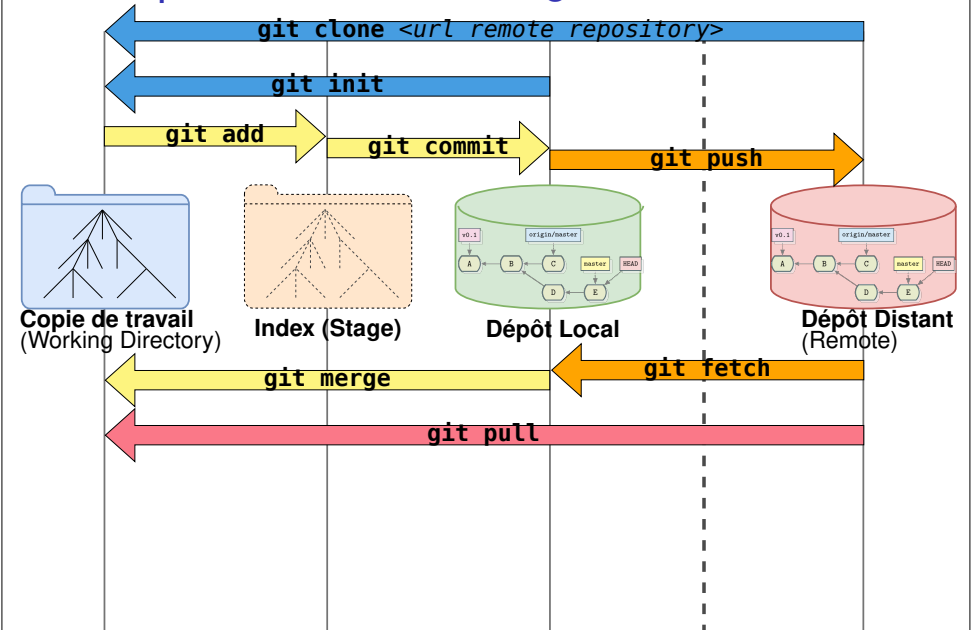 git clone <url remote repository>
git init
git add
git commit
git push
v0.1
origin/master
A
B
C
master
HEAD
D
E
v0.1
origin/master
A
B
C
master
HEAD
D
E
Copie de travail
(Working Directory)
Index (Stage)
Dépôt Local
Dépôt Distant
(Remote)
git fetch
git merge
git pull